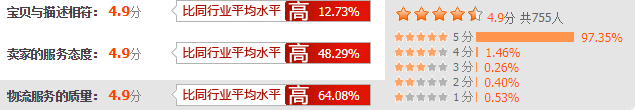 宝贝与描述相符： 4.9分 比同行业平均水平 高 12.73%
卖家的服务态度： 4.9分 比同行业平均水平 高 48.29%
物流服务的质量： 4.9分 比同行业平均水平 高 64.08%
4.9分 共755人
5分 97.35%
4分 1.46%
3分 0.26%
2分 0.40%
1分 0.53%